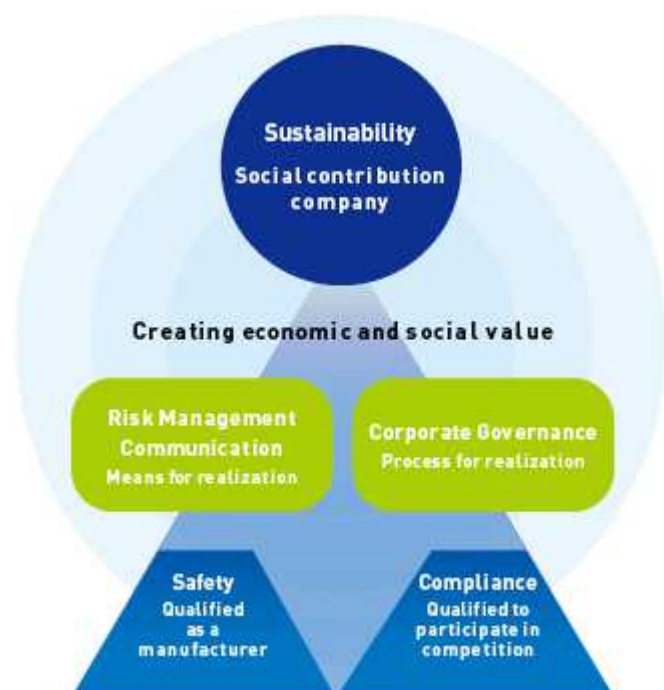 Sustainability
Social contribution
company
Creating economic and social value
Risk Management
Communication
Means for realization
Corporate Governance
Process for realization
Safety
Qualified
as a
manufacturer
Compliance
Qualified to
participate in
competition